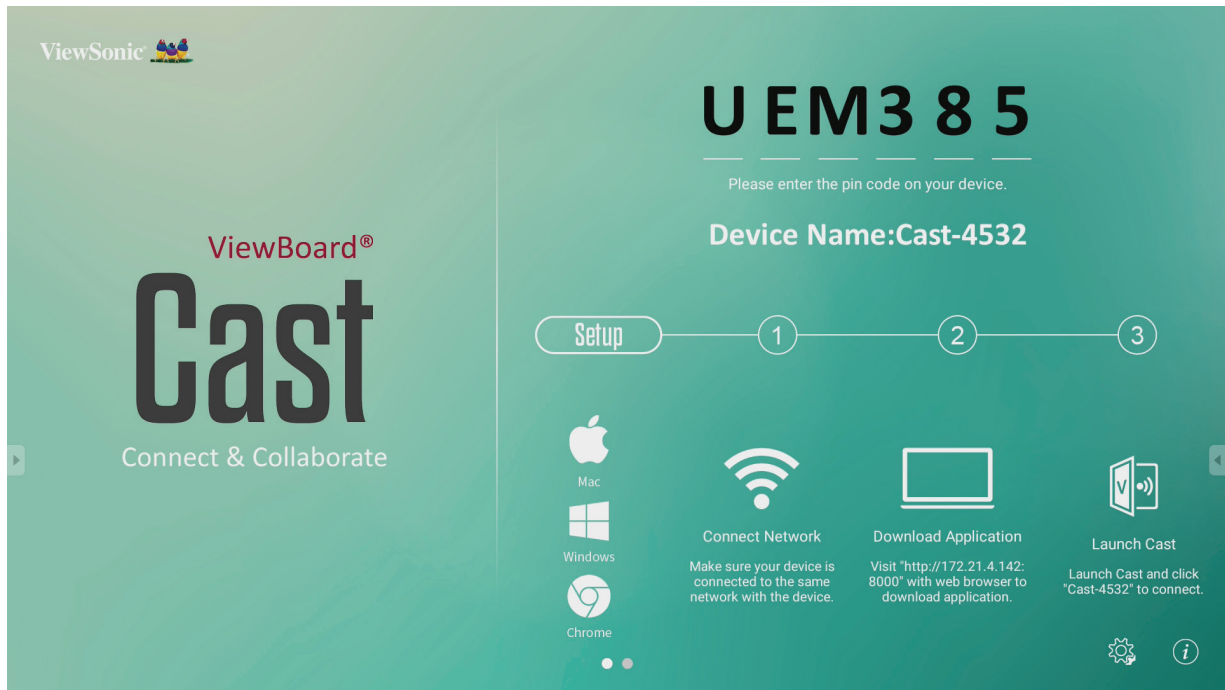 ViewSonic®
UEM385
Please enter the pin code on your device.
Device Name:Cast-4532
ViewBoard®
Cast
Connect & Collaborate
Setup
1
2
3
Mac
Windows
Chrome
Connect Network
Make sure your device is
connected to the same
network with the device.
Download Application
Visit "http://172.21.4.142:
8000" with web browser to
download application.
V
Launch Cast
Launch Cast and click
"Cast-4532" to connect.
i